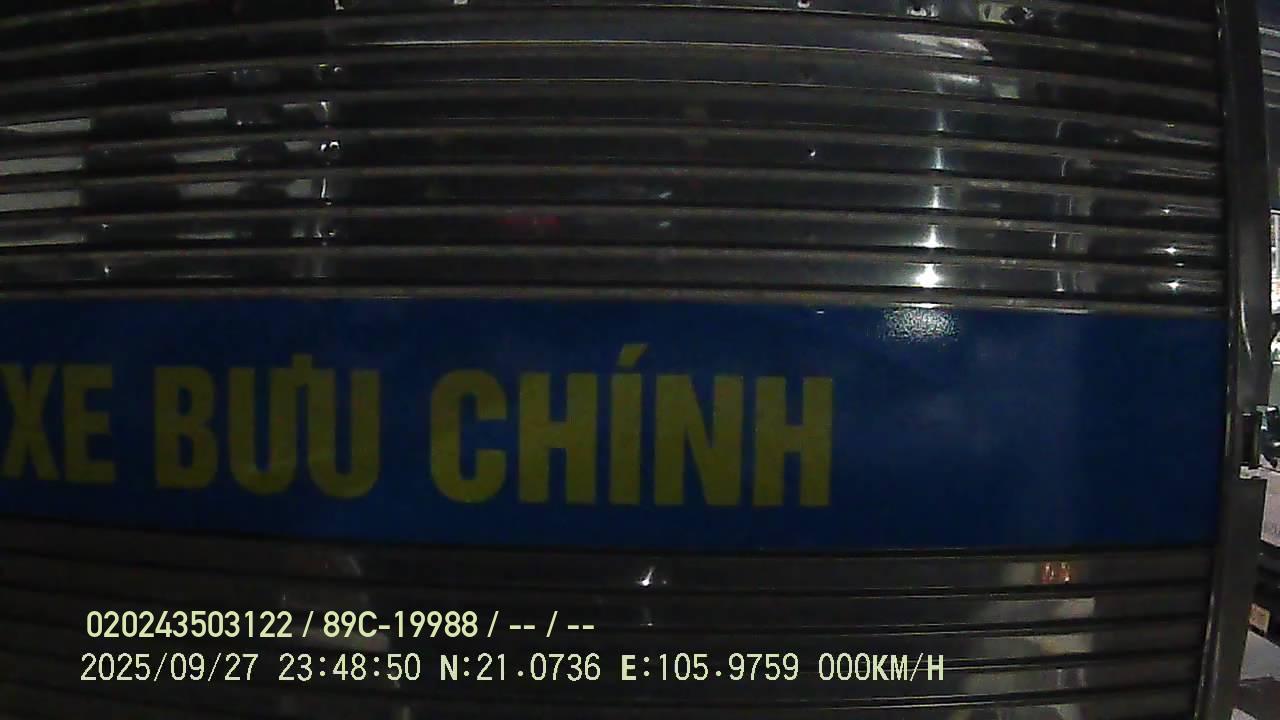 XE BƯU CHÍNH
020243503122 / 89C-19988 / -- / --
2025/09/27 23:48:50 N:21.0736 E:105.9759 000KM/H